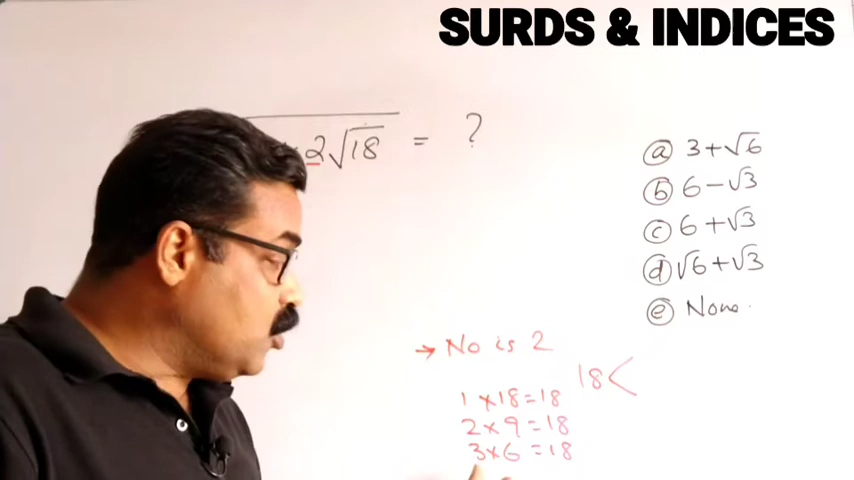 SURDS & INDICES
2√18 = ?
ⓐ 3+√6
ⓑ 6-√3
ⓒ 6+√3
ⓓ √6+√3
ⓔ None.
→ No is 2
18<
1×18=18
2×9=18
3×6=18